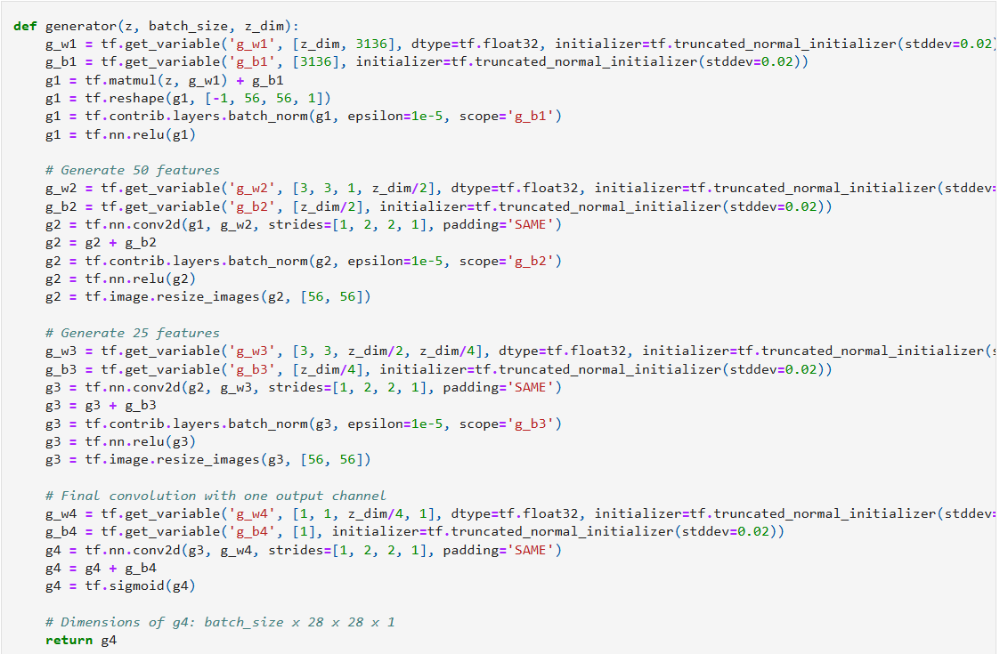 def generator(z, batch_size, z_dim):
    g_w1 = tf.get_variable('g_w1', [z_dim, 3136], dtype=tf.float32, initializer=tf.truncated_normal_initializer(stddev=0.02)
    g_b1 = tf.get_variable('g_b1', [3136], initializer=tf.truncated_normal_initializer(stddev=0.02))
    g1 = tf.matmul(z, g_w1) + g_b1
    g1 = tf.reshape(g1, [-1, 56, 56, 1])
    g1 = tf.contrib.layers.batch_norm(g1, epsilon=1e-5, scope='g_b1')
    g1 = tf.nn.relu(g1)

    # Generate 50 features
    g_w2 = tf.get_variable('g_w2', [3, 3, 1, z_dim/2], dtype=tf.float32, initializer=tf.truncated_normal_initializer(stddev=
    g_b2 = tf.get_variable('g_b2', [z_dim/2], initializer=tf.truncated_normal_initializer(stddev=0.02))
    g2 = tf.nn.conv2d(g1, g_w2, strides=[1, 2, 2, 1], padding='SAME')
    g2 = g2 + g_b2
    g2 = tf.contrib.layers.batch_norm(g2, epsilon=1e-5, scope='g_b2')
    g2 = tf.nn.relu(g2)
    g2 = tf.image.resize_images(g2, [56, 56])

    # Generate 25 features
    g_w3 = tf.get_variable('g_w3', [3, 3, z_dim/2, z_dim/4], dtype=tf.float32, initializer=tf.truncated_normal_initializer(s
    g_b3 = tf.get_variable('g_b3', [z_dim/4], initializer=tf.truncated_normal_initializer(stddev=0.02))
    g3 = tf.nn.conv2d(g2, g_w3, strides=[1, 2, 2, 1], padding='SAME')
    g3 = g3 + g_b3
    g3 = tf.contrib.layers.batch_norm(g3, epsilon=1e-5, scope='g_b3')
    g3 = tf.nn.relu(g3)
    g3 = tf.image.resize_images(g3, [56, 56])

    # Final convolution with one output channel
    g_w4 = tf.get_variable('g_w4', [1, 1, z_dim/4, 1], dtype=tf.float32, initializer=tf.truncated_normal_initializer(stddev=
    g_b4 = tf.get_variable('g_b4', [1], initializer=tf.truncated_normal_initializer(stddev=0.02))
    g4 = tf.nn.conv2d(g3, g_w4, strides=[1, 2, 2, 1], padding='SAME')
    g4 = g4 + g_b4
    g4 = tf.sigmoid(g4)

    # Dimensions of g4: batch_size x 28 x 28 x 1
    return g4